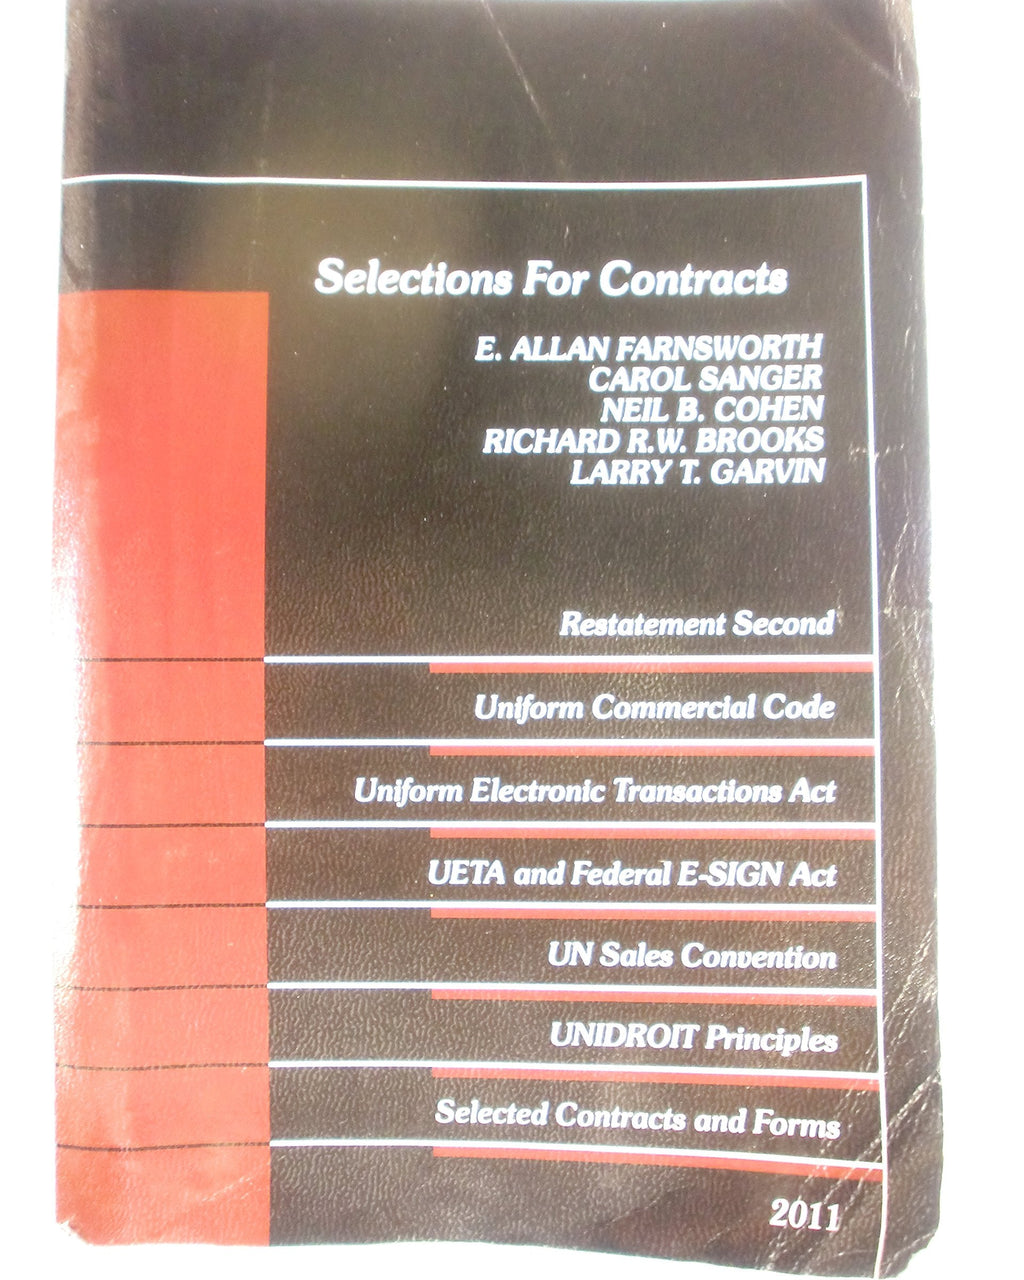 Selections For Contracts
E. ALLAN FARNSWORTH
CAROL SANGER
NEIL B. COHEN
RICHARD R.W. BROOKS
LARRY T. GARVIN
Restatement Second
Uniform Commercial Code
Uniform Electronic Transactions Act
UETA and Federal E-SIGN Act
UN Sales Convention
UNIDROIT Principles
Selected Contracts and Forms
2011